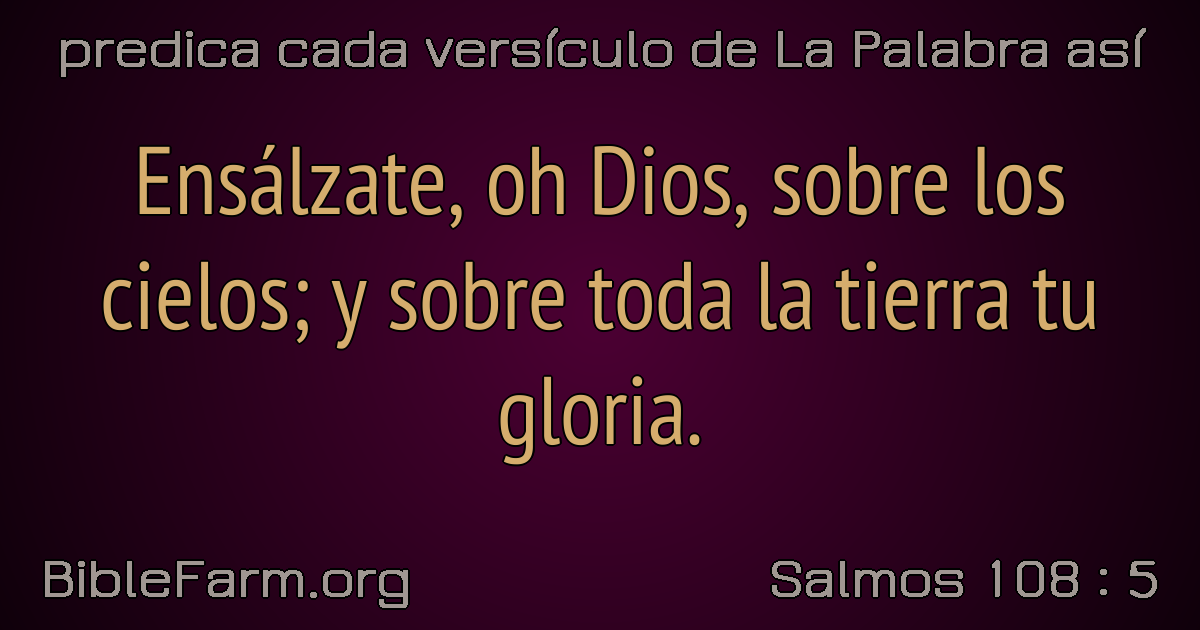 predica cada versículo de La Palabra así
Ensálzate, oh Dios, sobre los
cielos; y sobre toda la tierra tu
gloria.
BibleFarm.org
Salmos 108 : 5